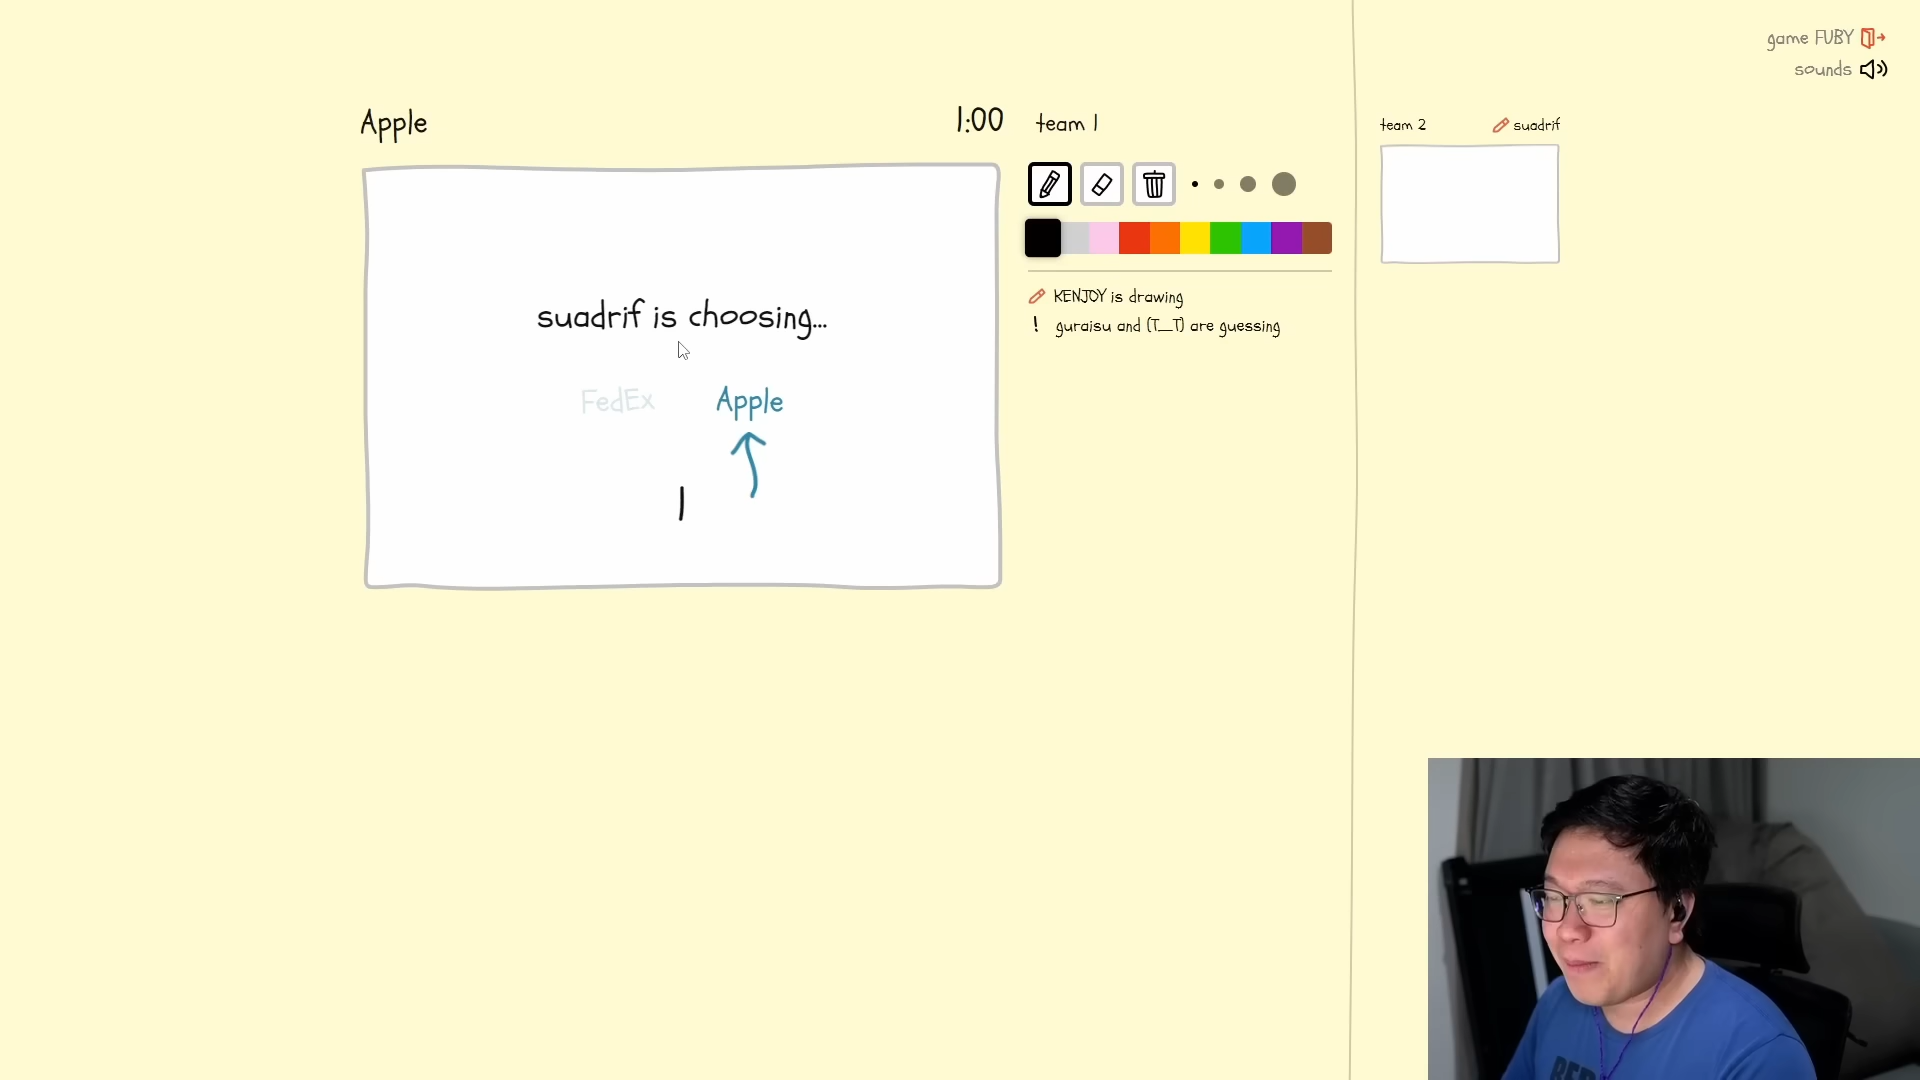 game FUBY
sounds
Apple
1:00
team 1
team 2
suadrif
suadrif is choosing...
FedEx
Apple
1
KENJOY is drawing
! guraisu and (T__T) are guessing